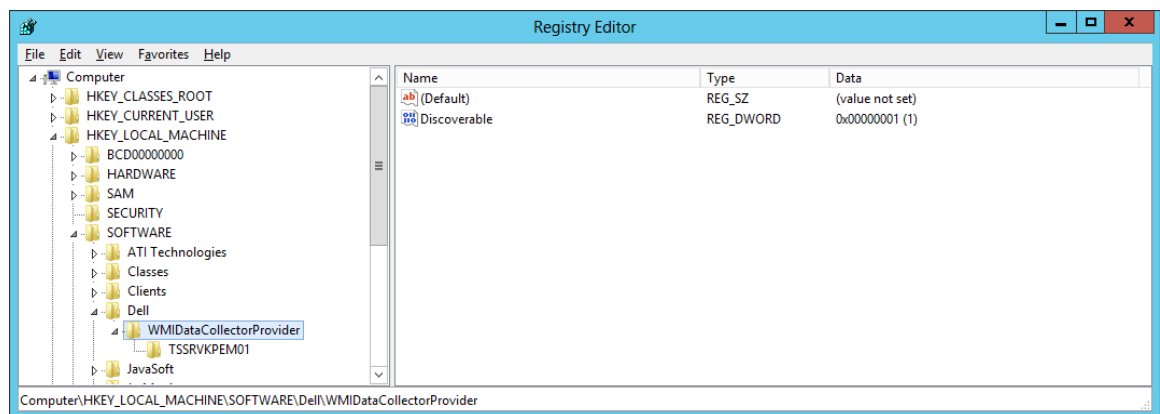 Registry Editor
File Edit View Favorites Help
Computer
HKEY_CLASSES_ROOT
HKEY_CURRENT_USER
HKEY_LOCAL_MACHINE
BCD00000000
HARDWARE
SAM
SECURITY
SOFTWARE
ATI Technologies
Classes
Clients
Dell
WMIDataCollectorProvider
TSSRVKPEM01
JavaSoft
Name Type Data
(Default) REG_SZ (value not set)
Discoverable REG_DWORD 0x00000001 (1)
Computer\HKEY_LOCAL_MACHINE\SOFTWARE\Dell\WMIDataCollectorProvider